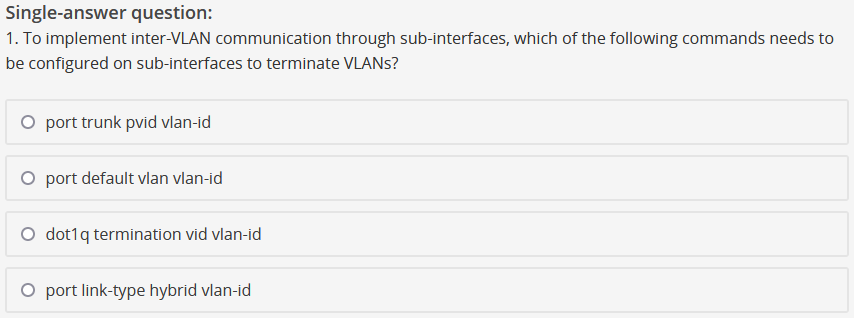 Single-answer question:
1. To implement inter-VLAN communication through sub-interfaces, which of the following commands needs to
be configured on sub-interfaces to terminate VLANs?
port trunk pvid vlan-id
port default vlan vlan-id
dot1q termination vid vlan-id
port link-type hybrid vlan-id